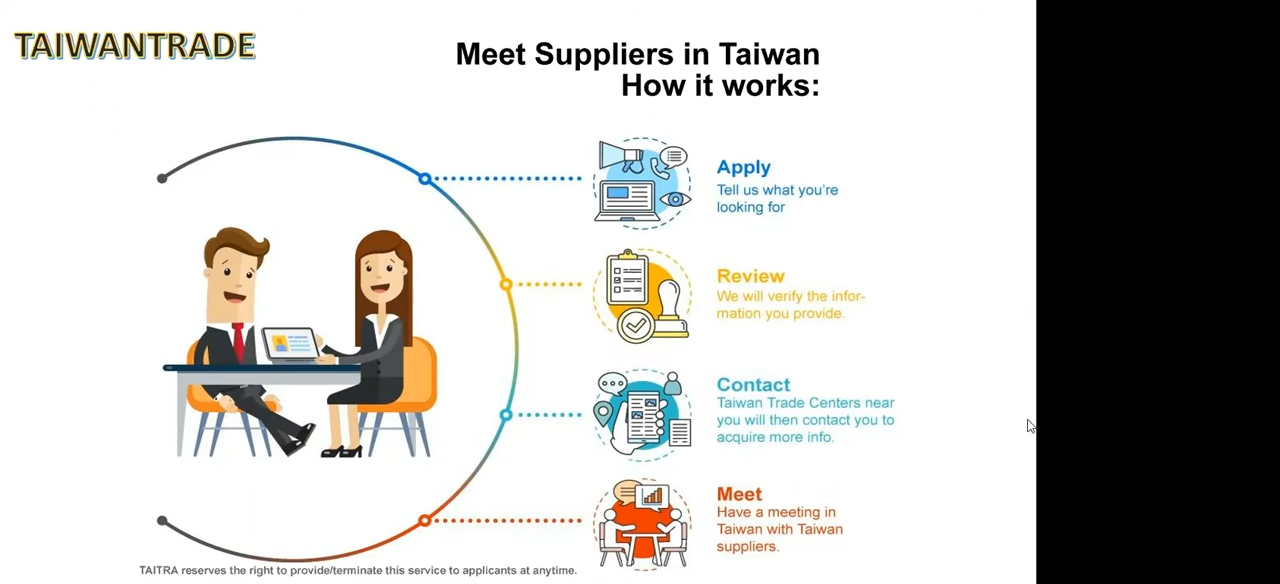 TAIWANTRADE
Meet Suppliers in Taiwan
How it works:
Apply
Tell us what you're
looking for
Review
We will verify the infor-
mation you provide.
Contact
Taiwan Trade Centers near
you will then contact you to
acquire more info.
Meet
Have a meeting in
Taiwan with Taiwan
suppliers.
TAITRA reserves the right to provide/terminate this service to applicants at anytime.